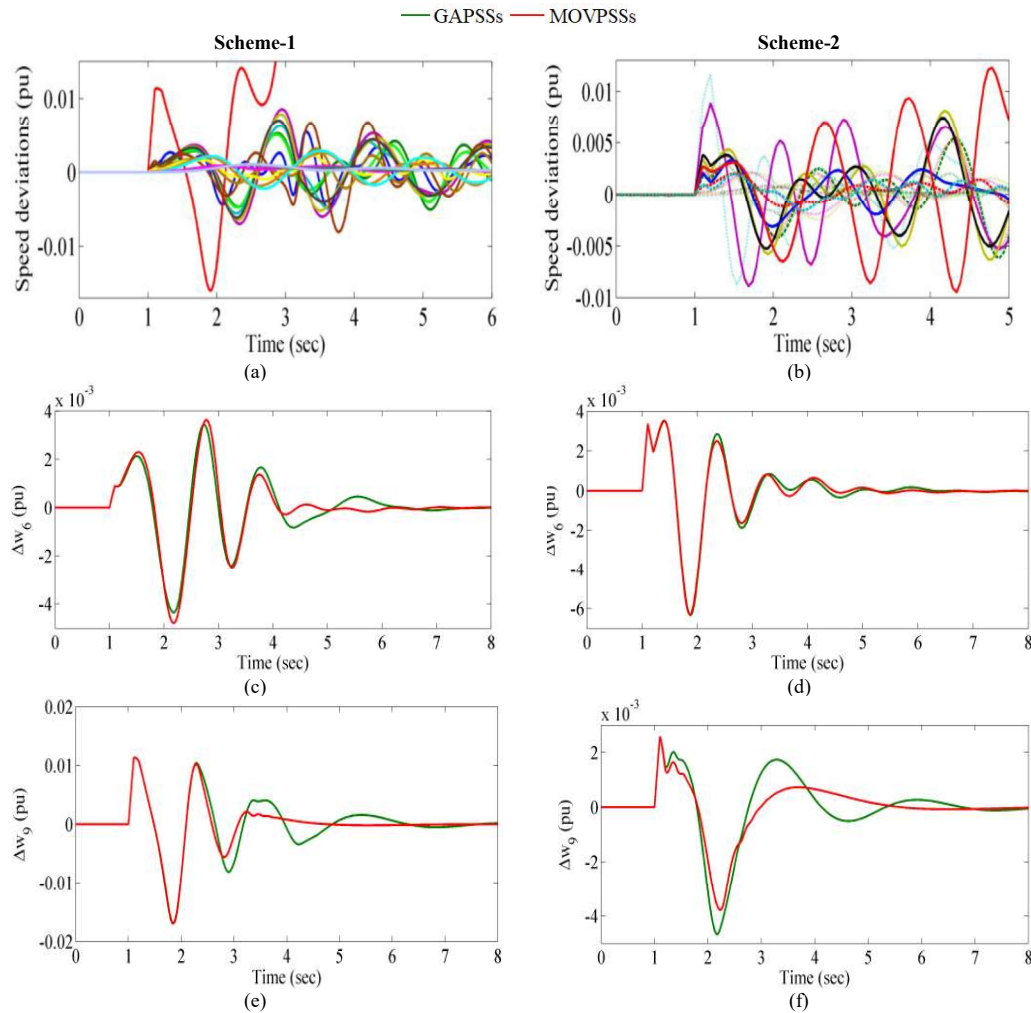 GAPSSs MOVPSSs
Scheme-1 Scheme-2
Speed deviations (pu)
0.01
0
-0.01
0 1 2 3 4 5 6
Time (sec)
(a)
Speed deviations (pu)
0.01
0.005
0
-0.005
-0.01
0 1 2 3 4 5
Time (sec)
(b)
x 10 -3
Δw6 (pu)
4
2
0
-2
-4
0 1 2 3 4 5 6 7 8
Time (sec)
(c)
x 10 -3
Δw6 (pu)
4
2
0
-2
-4
-6
0 1 2 3 4 5 6 7 8
Time (sec)
(d)
Δw9 (pu)
0.02
0.01
0
-0.01
-0.02
0 1 2 3 4 5 6 7 8
Time (sec)
(e)
x 10 -3
Δw9 (pu)
2
0
-2
-4
0 1 2 3 4 5 6 7 8
Time (sec)
(f)